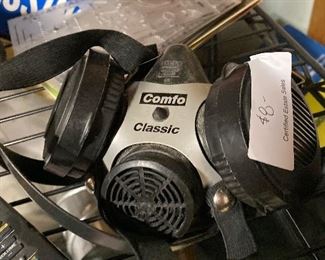 Comfo
Classic
$8-
Certified Estate Sales